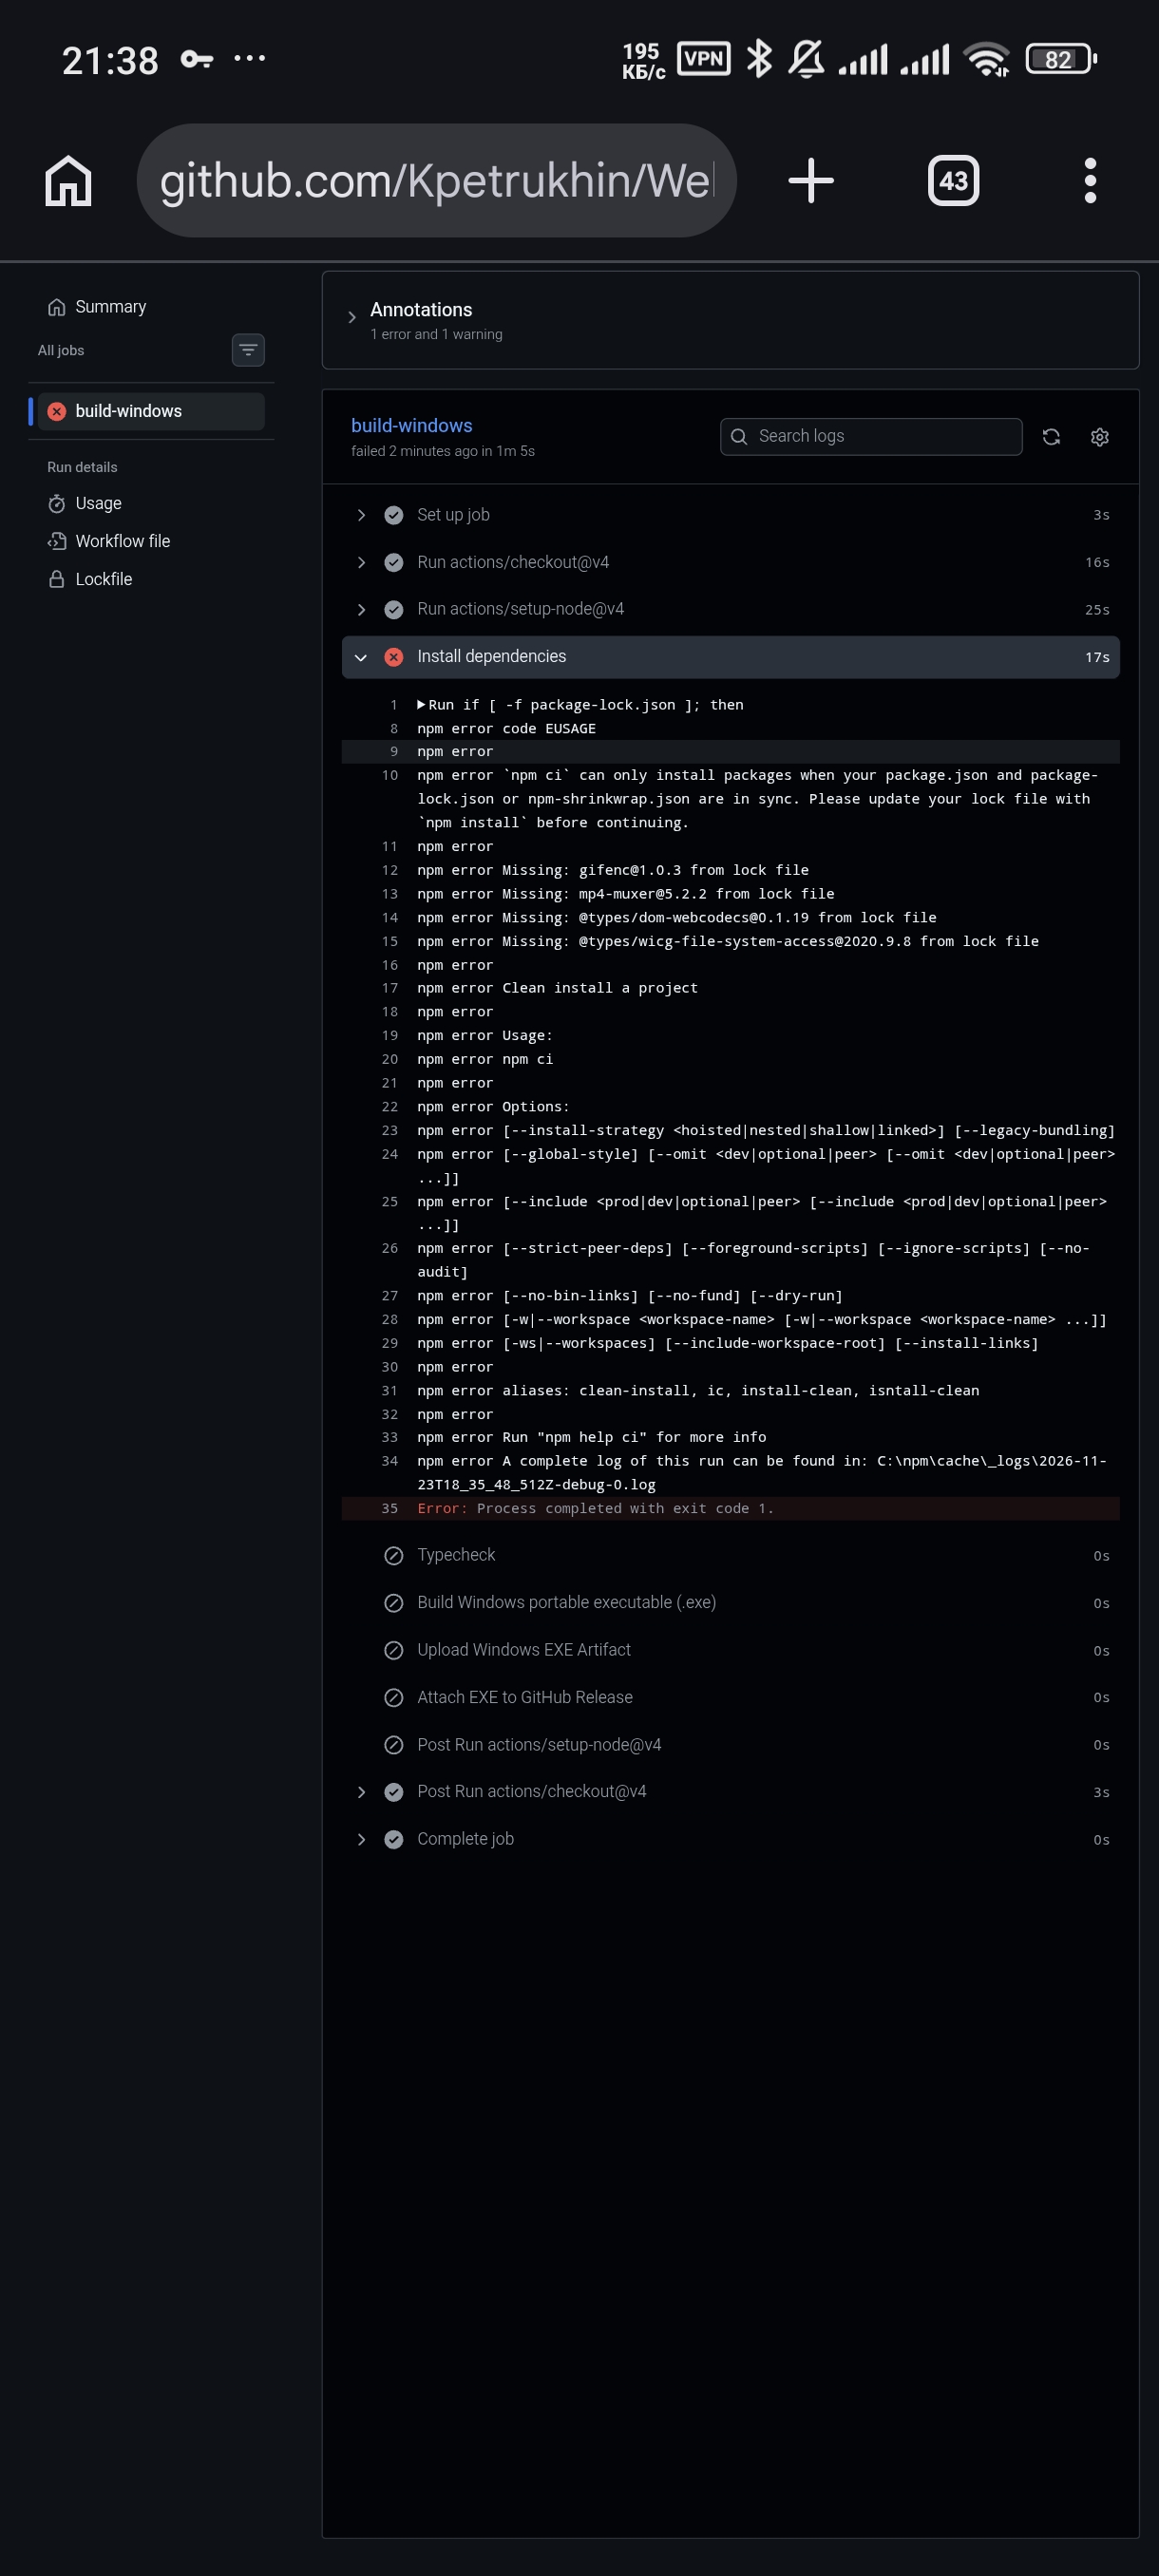 21:38
195
КБ/с
VPN
82
github.com/Kpetrukhin/We
43
Summary
All jobs
build-windows
Run details
Usage
Workflow file
Lockfile
Annotations
1 error and 1 warning
build-windows
failed 2 minutes ago in 1m 5s
Search logs
Set up job 3s
Run actions/checkout@v4 16s
Run actions/setup-node@v4 25s
Install dependencies 17s
1 Run if [ -f package-lock.json ]; then
8 npm error code EUSAGE
9 npm error
10 npm error `npm ci` can only install packages when your package.json and package-
lock.json or npm-shrinkwrap.json are in sync. Please update your lock file with
`npm install` before continuing.
11 npm error
12 npm error Missing: gifenc@1.0.3 from lock file
13 npm error Missing: mp4-muxer@5.2.2 from lock file
14 npm error Missing: @types/dom-webcodecs@0.1.19 from lock file
15 npm error Missing: @types/wicg-file-system-access@2020.9.8 from lock file
16 npm error
17 npm error Clean install a project
18 npm error
19 npm error Usage:
20 npm error npm ci
21 npm error
22 npm error Options:
23 npm error [--install-strategy <hoisted|nested|shallow|linked>] [--legacy-bundling]
24 npm error [--global-style] [--omit <dev|optional|peer> [--omit <dev|optional|peer>
...]]
25 npm error [--include <prod|dev|optional|peer> [--include <prod|dev|optional|peer>
...]]
26 npm error [--strict-peer-deps] [--foreground-scripts] [--ignore-scripts] [--no-
audit]
27 npm error [--no-bin-links] [--no-fund] [--dry-run]
28 npm error [-w|--workspace <workspace-name> [-w|--workspace <workspace-name> ...]]
29 npm error [-ws|--workspaces] [--include-workspace-root] [--install-links]
30 npm error
31 npm error aliases: clean-install, ic, install-clean, isntall-clean
32 npm error
33 npm error Run "npm help ci" for more info
34 npm error A complete log of this run can be found in: C:\npm\cache\_logs\2026-11-
23T18_35_48_512Z-debug-0.log
35 Error: Process completed with exit code 1.
Typecheck 0s
Build Windows portable executable (.exe) 0s
Upload Windows EXE Artifact 0s
Attach EXE to GitHub Release 0s
Post Run actions/setup-node@v4 0s
Post Run actions/checkout@v4 3s
Complete job 0s